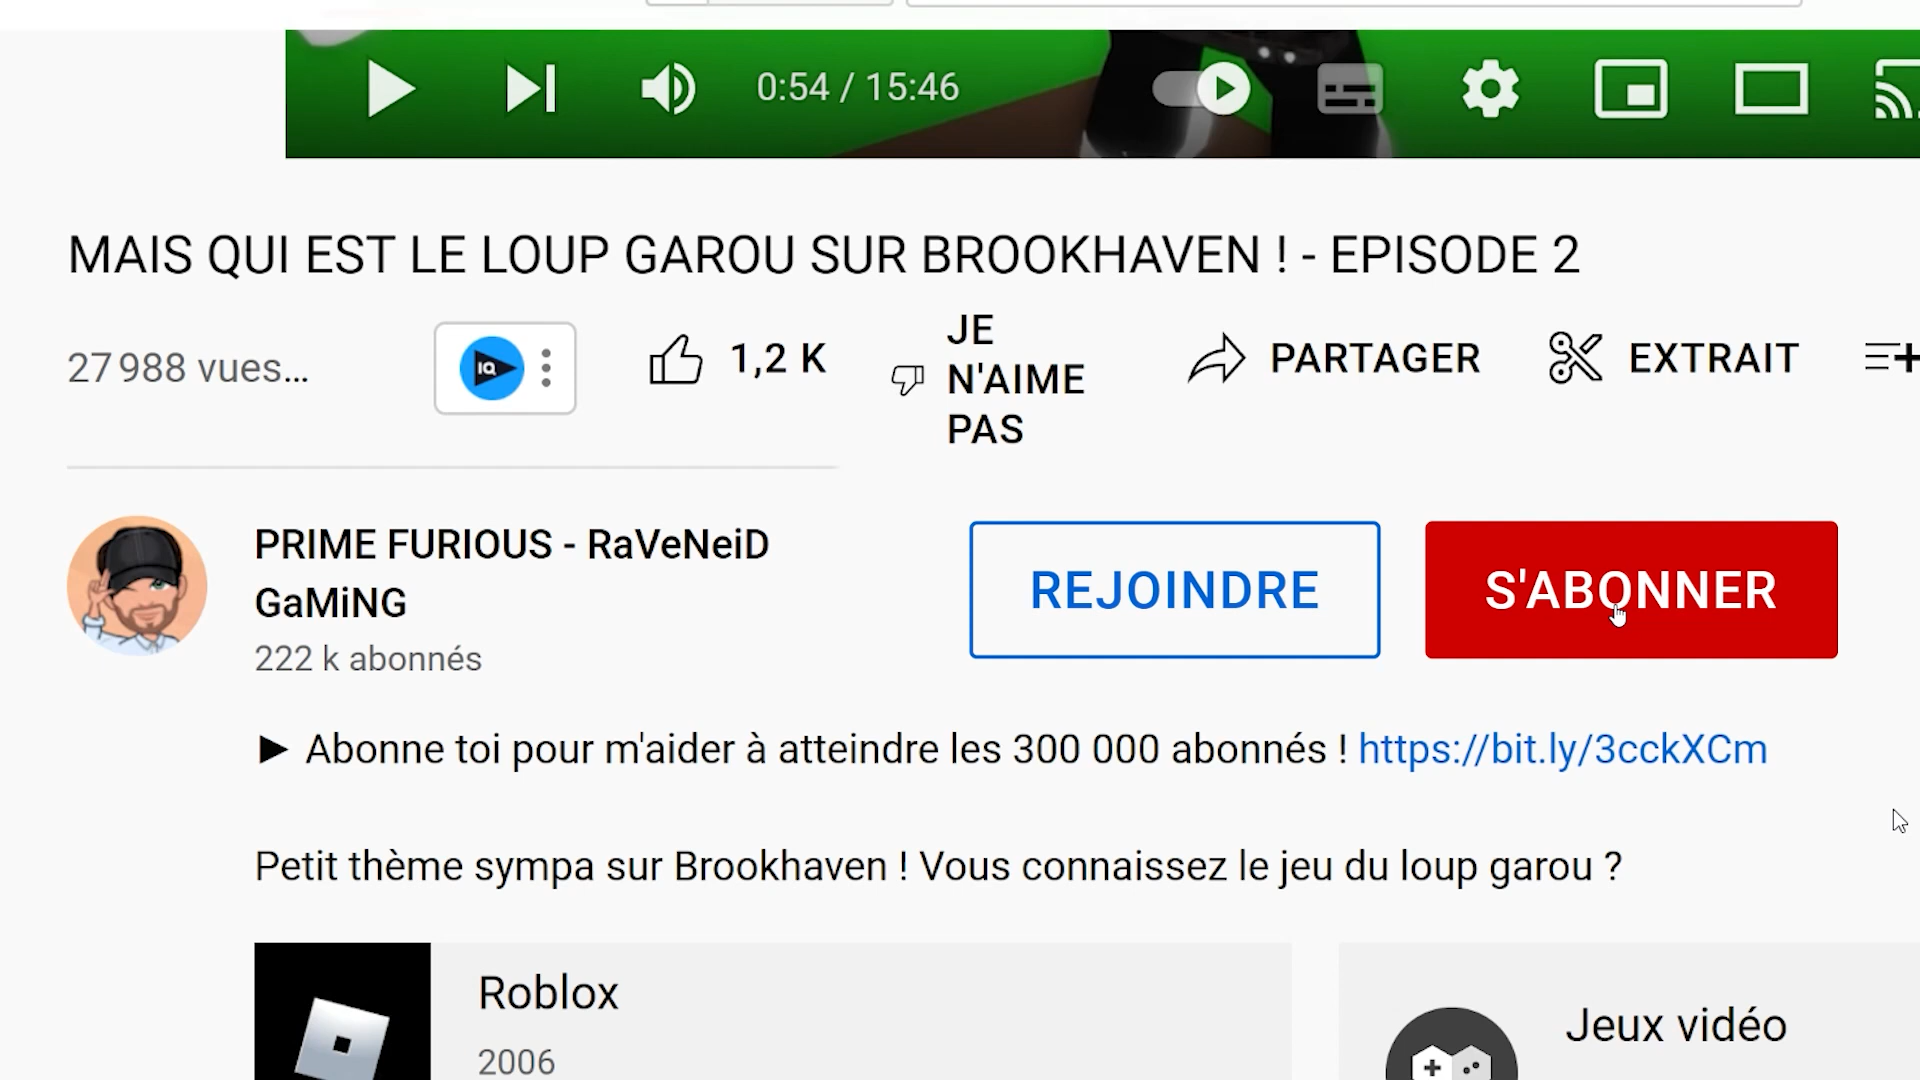 0:54 / 15:46
MAIS QUI EST LE LOUP GAROU SUR BROOKHAVEN ! - EPISODE 2
27 988 vues...
IQ
1,2 K
JE
N'AIME
PAS
PARTAGER
EXTRAIT
PRIME FURIOUS - RaVeNeiD
GaMiNG
222 k abonnés
REJOINDRE
S'ABONNER
► Abonne toi pour m'aider à atteindre les 300 000 abonnés ! https://bit.ly/3cckXCm
Petit thème sympa sur Brookhaven ! Vous connaissez le jeu du loup garou ?
Roblox
2006
Jeux vidéo